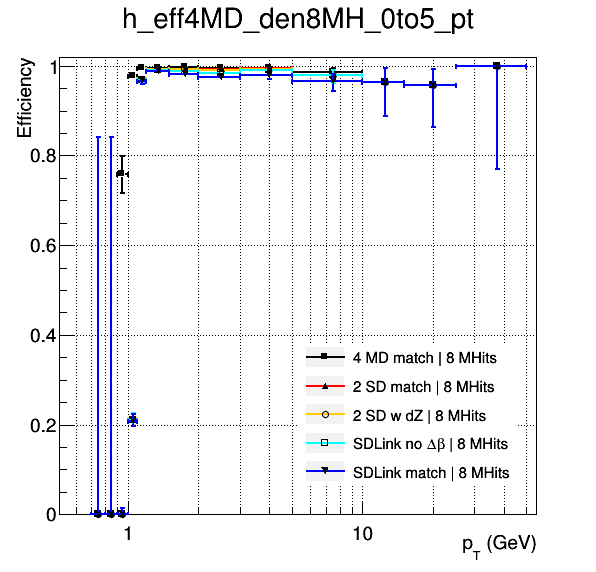 h_eff4MD_den8MH_0to5_pt
Efficiency
1
0.8
0.6
0.4
0.2
0
4 MD match | 8 MHits
2 SD match | 8 MHits
2 SD w dZ | 8 MHits
SDLink no Δβ | 8 MHits
SDLink match | 8 MHits
1
10
p_T (GeV)